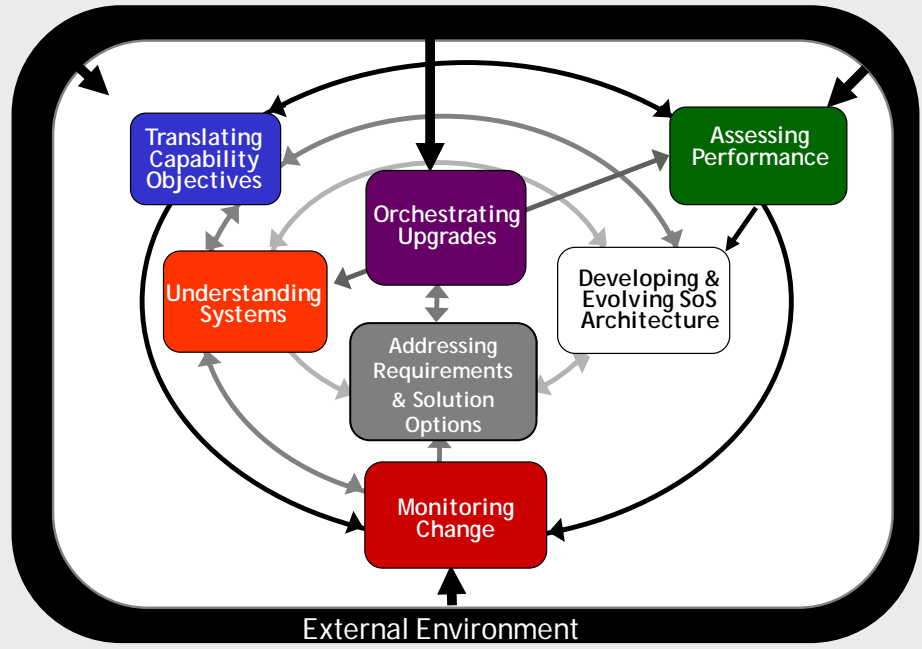 Translating
Capability
Objectives
Assessing
Performance
Orchestrating
Upgrades
Understanding
Systems
Developing &
Evolving SoS
Architecture
Addressing
Requirements
& Solution
Options
Monitoring
Change
External Environment